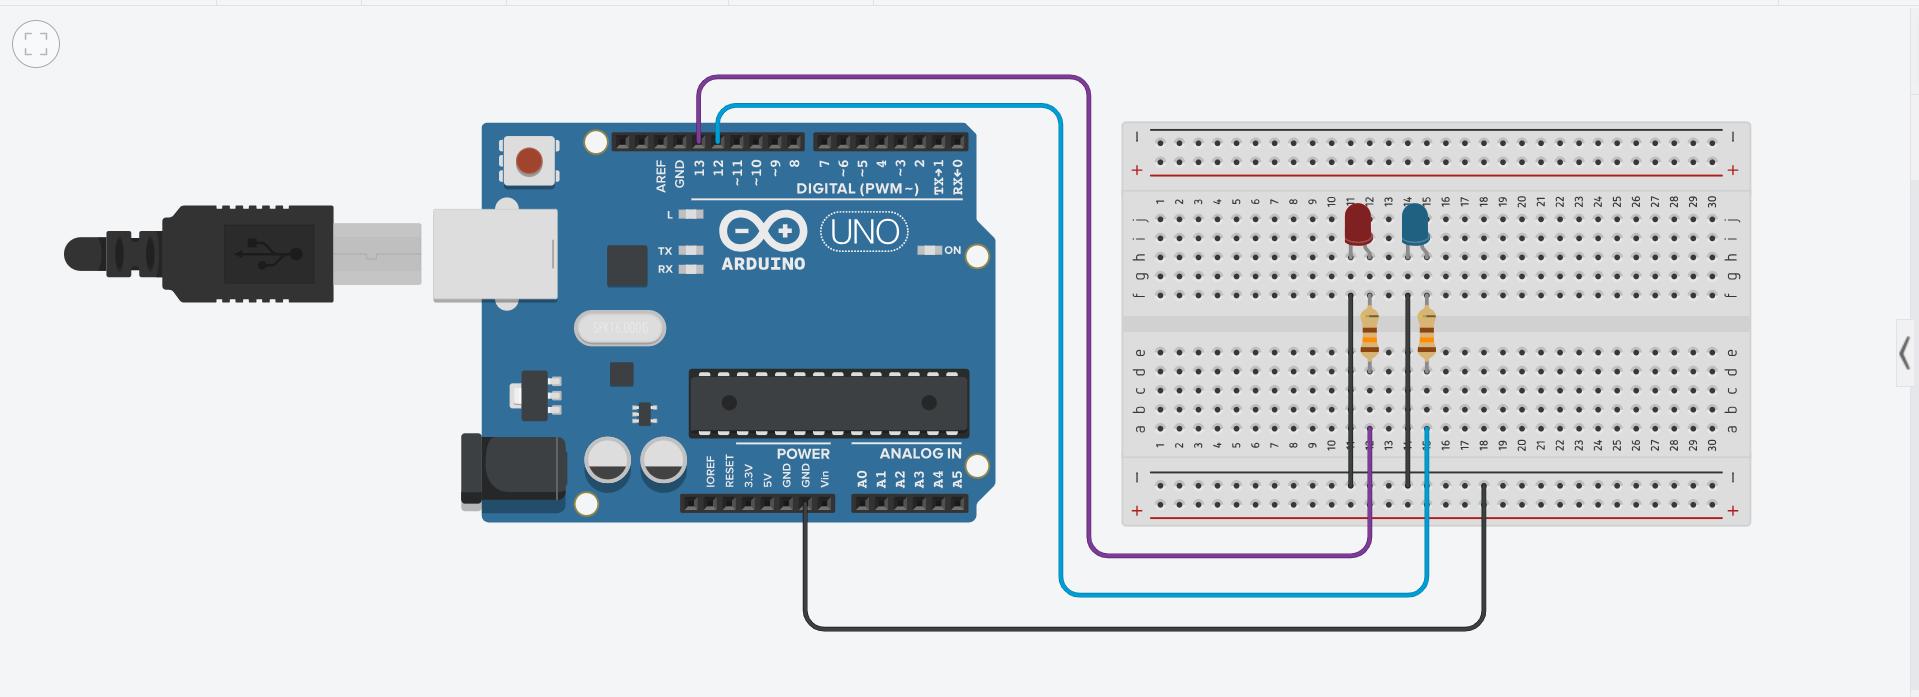 AREF
GND
13
12
~11
~10
~9
8
7
~6
~5
4
~3
2
TX→1
RX←0
DIGITAL (PWM~)
L
TX
RX
ARDUINO
UNO
ON
SPK16.000G
IOREF
RESET
3.3V
5V
GND
GND
Vin
POWER
ANALOG IN
A0
A1
A2
A3
A4
A5
1 2 3 4 5 6 7 8 9 10 11 12 13 14 15 16 17 18 19 20 21 22 23 24 25 26 27 28 29 30
j j
i i
h h
g g
f f
e e
d d
c c
b b
a a
1 2 3 4 5 6 7 8 9 10 11 12 13 14 15 16 17 18 19 20 21 22 23 24 25 26 27 28 29 30